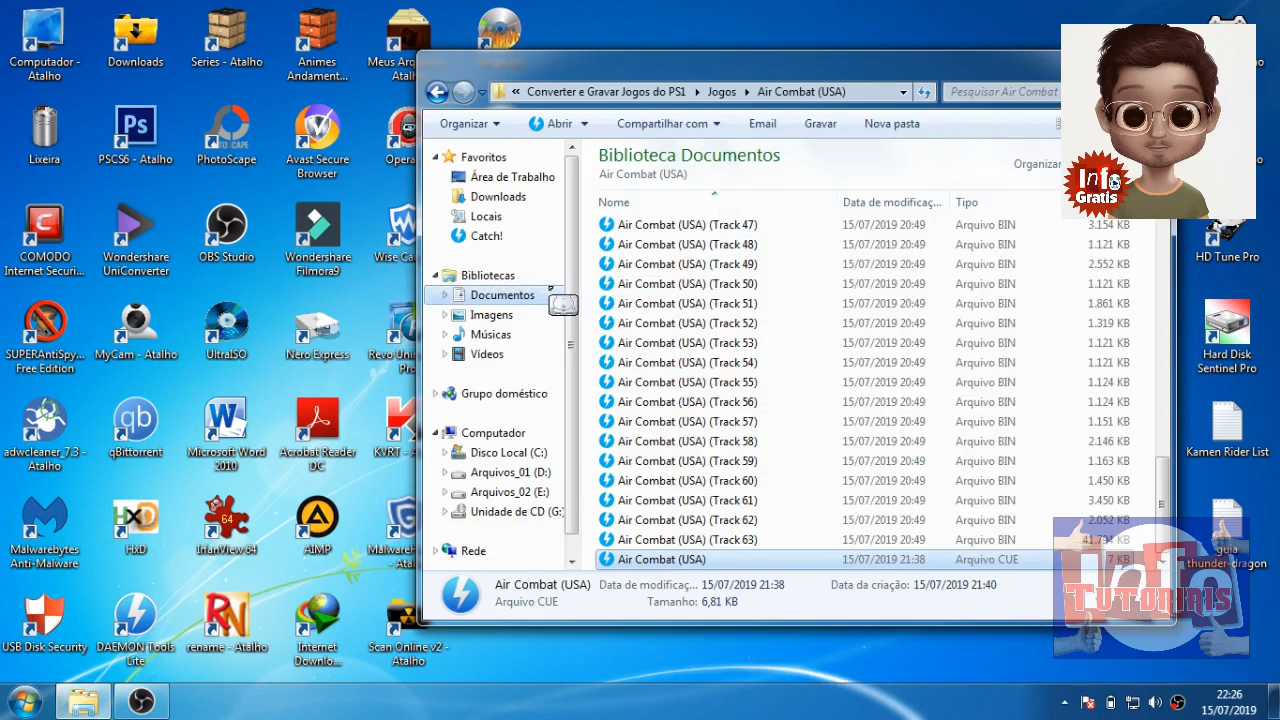 Computador -
Atalho
Downloads
Series - Atalho
Animes
Andament...
Meus Arq
Atalh
Lixeira
PSCS6 - Atalho
PhotoScape
Avast Secure
Browser
Opera
COMODO
Internet Securi...
Wondershare
UniConverter
OBS Studio
Wondershare
Filmora9
Wise Ca
SUPERAntiSpy...
Free Edition
MyCam - Atalho
UltraISO
Nero Express
Revo Uni
Pro
adwcleaner_7.3 -
Atalho
qBittorrent
Microsoft Word
2010
Acrobat Reader
DC
KVRT - A
Malwarebytes
Anti-Malware
HxD
IrfanView 64
AIMP
Malware
- Ata
USB Disk Security
DAEMON Tools
Lite
rename - Atalho
Internet
Downlo...
Scan Online v2 -
Atalho
HD Tune Pro
Hard Disk
Sentinel Pro
Kamen Rider List
guia
thunder-dragon
« Converter e Gravar Jogos do PS1 Jogos Air Combat (USA)
Pesquisar Air Combat
Organizar Abrir Compartilhar com Email Gravar Nova pasta
Favoritos
Área de Trabalho
Downloads
Locais
Catch!
Bibliotecas
Documentos
Imagens
Músicas
Vídeos
Grupo doméstico
Computador
Disco Local (C:)
Arquivos_01 (D:)
Arquivos_02 (E:)
Unidade de CD (G:
Rede
Biblioteca Documentos
Air Combat (USA)
Organizar
Nome Data de modificaç... Tipo
Air Combat (USA) (Track 47) 15/07/2019 20:49 Arquivo BIN 3.154 KB
Air Combat (USA) (Track 48) 15/07/2019 20:49 Arquivo BIN 1.121 KB
Air Combat (USA) (Track 49) 15/07/2019 20:49 Arquivo BIN 2.552 KB
Air Combat (USA) (Track 50) 15/07/2019 20:49 Arquivo BIN 1.121 KB
Air Combat (USA) (Track 51) 15/07/2019 20:49 Arquivo BIN 1.861 KB
Air Combat (USA) (Track 52) 15/07/2019 20:49 Arquivo BIN 1.319 KB
Air Combat (USA) (Track 53) 15/07/2019 20:49 Arquivo BIN 1.121 KB
Air Combat (USA) (Track 54) 15/07/2019 20:49 Arquivo BIN 1.121 KB
Air Combat (USA) (Track 55) 15/07/2019 20:49 Arquivo BIN 1.124 KB
Air Combat (USA) (Track 56) 15/07/2019 20:49 Arquivo BIN 1.124 KB
Air Combat (USA) (Track 57) 15/07/2019 20:49 Arquivo BIN 1.151 KB
Air Combat (USA) (Track 58) 15/07/2019 20:49 Arquivo BIN 2.146 KB
Air Combat (USA) (Track 59) 15/07/2019 20:49 Arquivo BIN 1.163 KB
Air Combat (USA) (Track 60) 15/07/2019 20:49 Arquivo BIN 1.450 KB
Air Combat (USA) (Track 61) 15/07/2019 20:49 Arquivo BIN 3.450 KB
Air Combat (USA) (Track 62) 15/07/2019 20:49 Arquivo BIN 2.052 KB
Air Combat (USA) (Track 63) 15/07/2019 20:49 Arquivo BIN
Air Combat (USA) 15/07/2019 21:38 Arquivo CUE 7 KB
Air Combat (USA) Data de modificaç... 15/07/2019 21:38 Data da criação: 15/07/2019 21:40
Arquivo CUE Tamanho: 6,81 KB
Info
Gratis
InFo
Tutoriais
22:26
15/07/2019